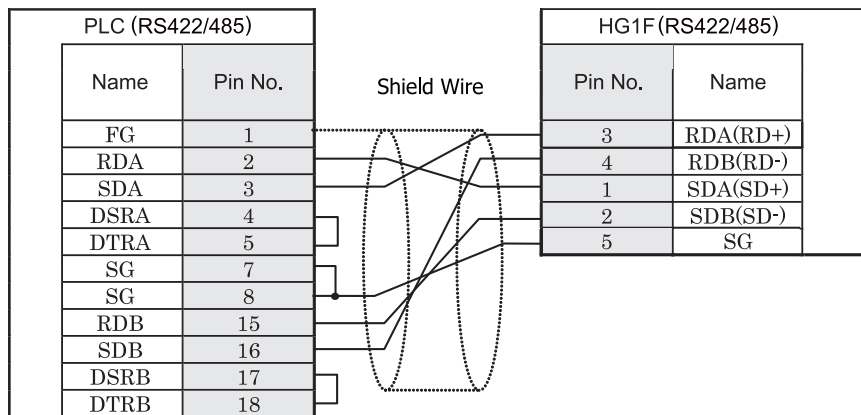 PLC (RS422/485)
Name Pin No.
FG 1
RDA 2
SDA 3
DSRA 4
DTRA 5
SG 7
SG 8
RDB 15
SDB 16
DSRB 17
DTRB 18
Shield Wire
HG1F(RS422/485)
Pin No. Name
3 RDA(RD+)
4 RDB(RD-)
1 SDA(SD+)
2 SDB(SD-)
5 SG